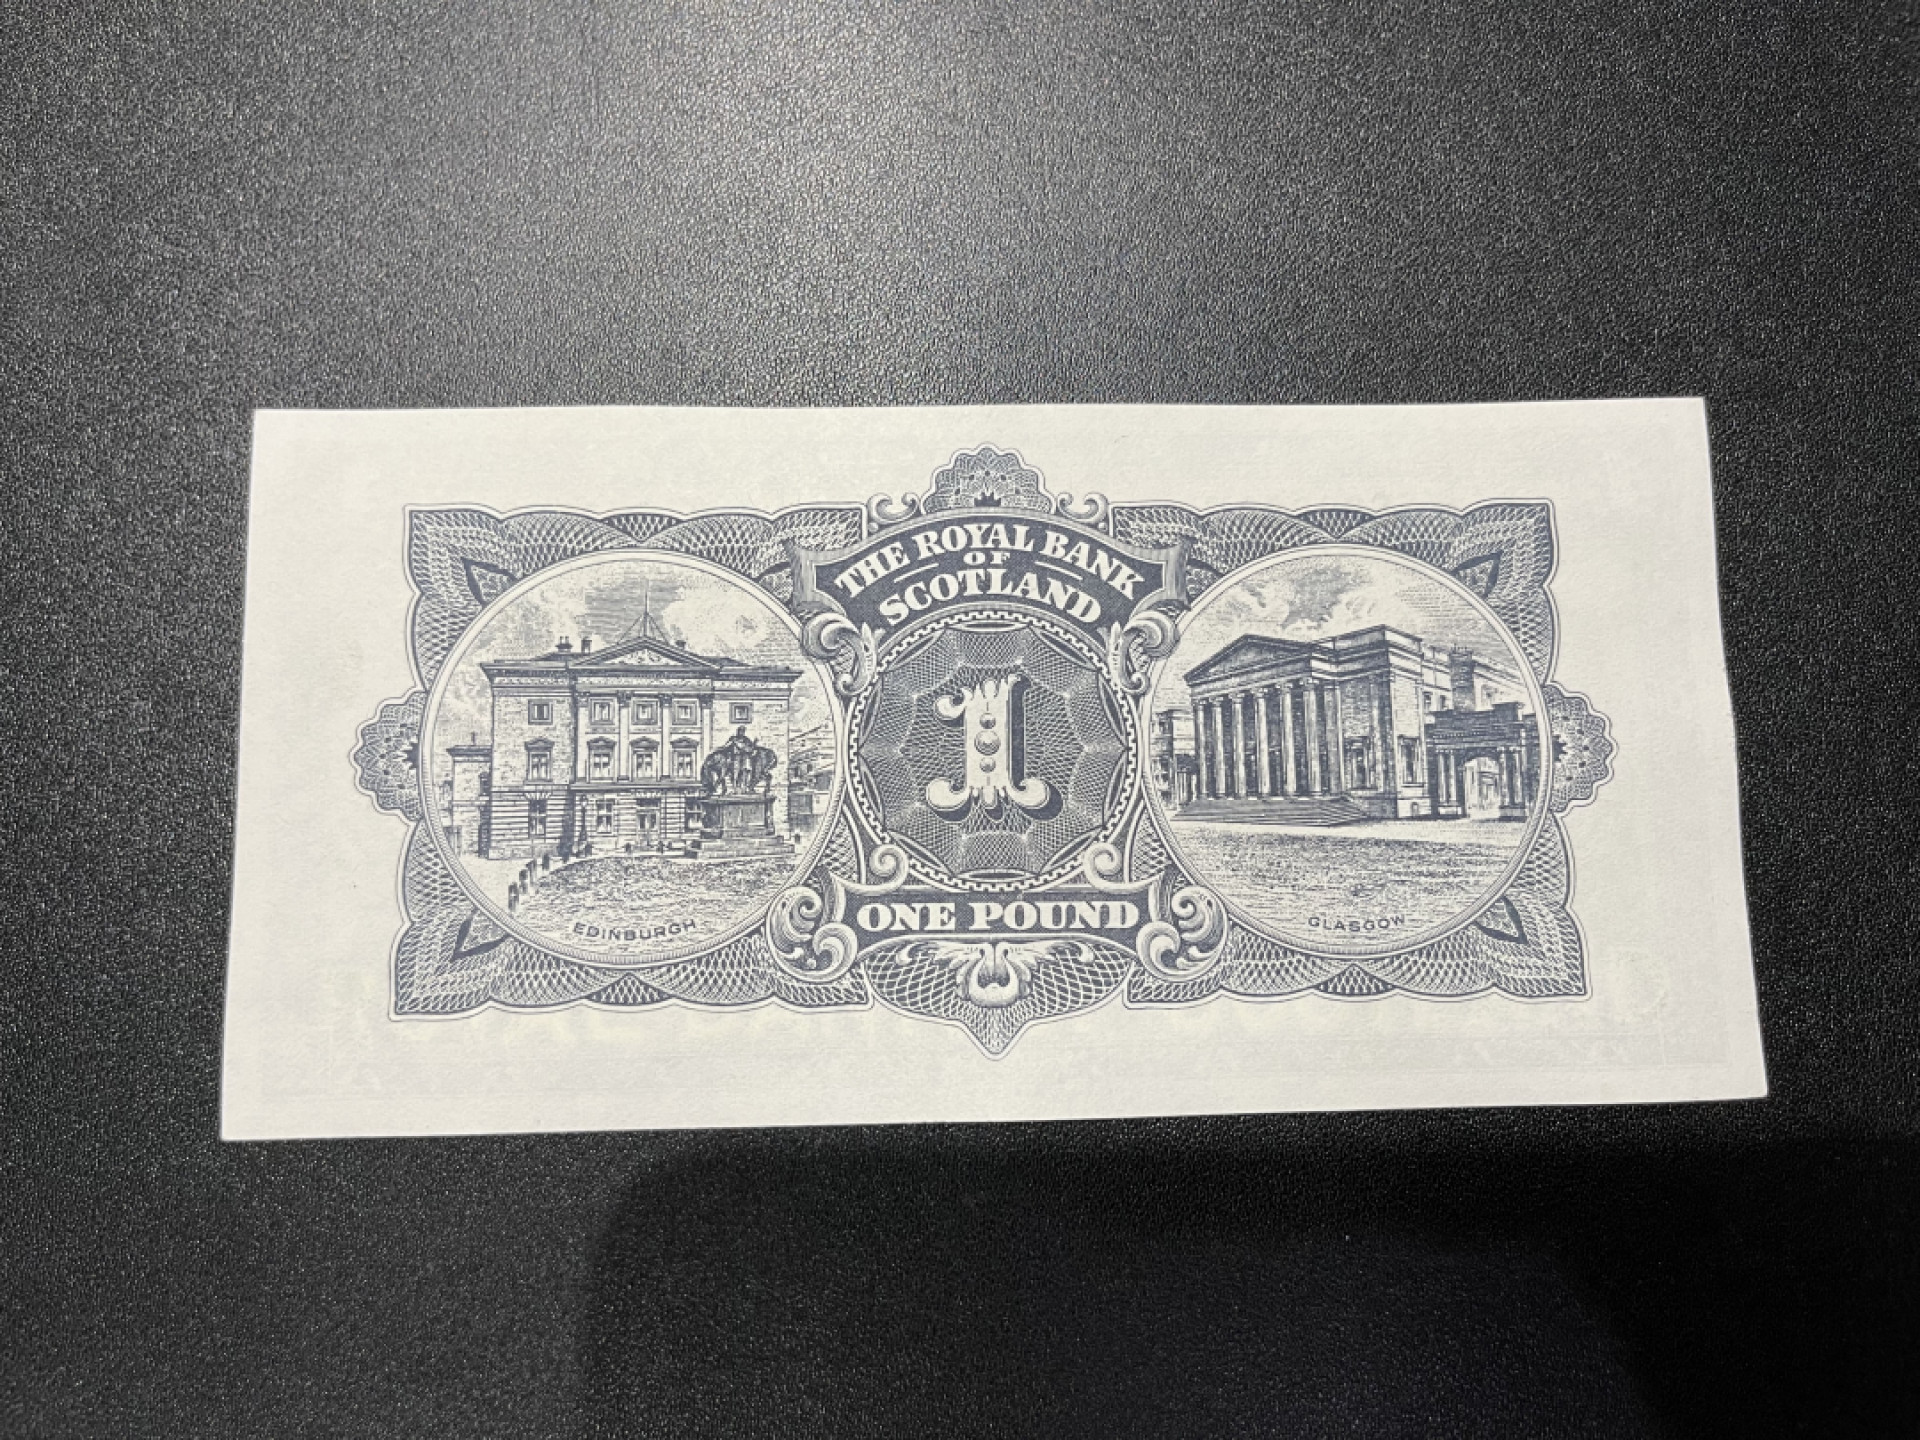 THE ROYAL BANK
OF
SCOTLAND
1
EDINBURGH
ONE POUND
GLASGOW